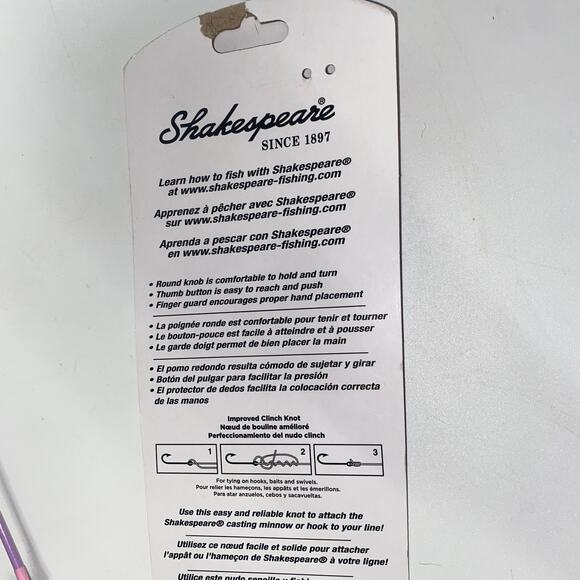 Shakespeare®
SINCE 1897
Learn how to fish with Shakespeare®
at www.shakespeare-fishing.com
Apprenez à pêcher avec Shakespeare®
sur www.shakespeare-fishing.com
Aprenda a pescar con Shakespeare®
en www.shakespeare-fishing.com
• Round knob is comfortable to hold and turn
• Thumb button is easy to reach and push
• Finger guard encourages proper hand placement
• La poignée ronde est confortable pour tenir et tourner
• Le bouton-pouce est facile à atteindre et à pousser
• Le garde doigt permet de bien placer la main
• El pomo redondo resulta cómodo de sujetar y girar
• Botón del pulgar para facilitar la presión
• El protector de dedos facilita la colocación correcta
de las manos
Improved Clinch Knot
Nœud de bouline amélioré
Perfeccionamiento del nudo clinch
1 2 3
For tying on hooks, baits and swivels.
Pour relier les hameçons, les appâts et les émerillons.
Para atar anzuelos, cebos y sacavueltas.
Use this easy and reliable knot to attach the
Shakespeare® casting minnow or hook to your line!
Utilisez ce nœud facile et solide pour attacher
l'appât ou l'hameçon de Shakespeare® à votre ligne!
Utilice este nudo sencillo y